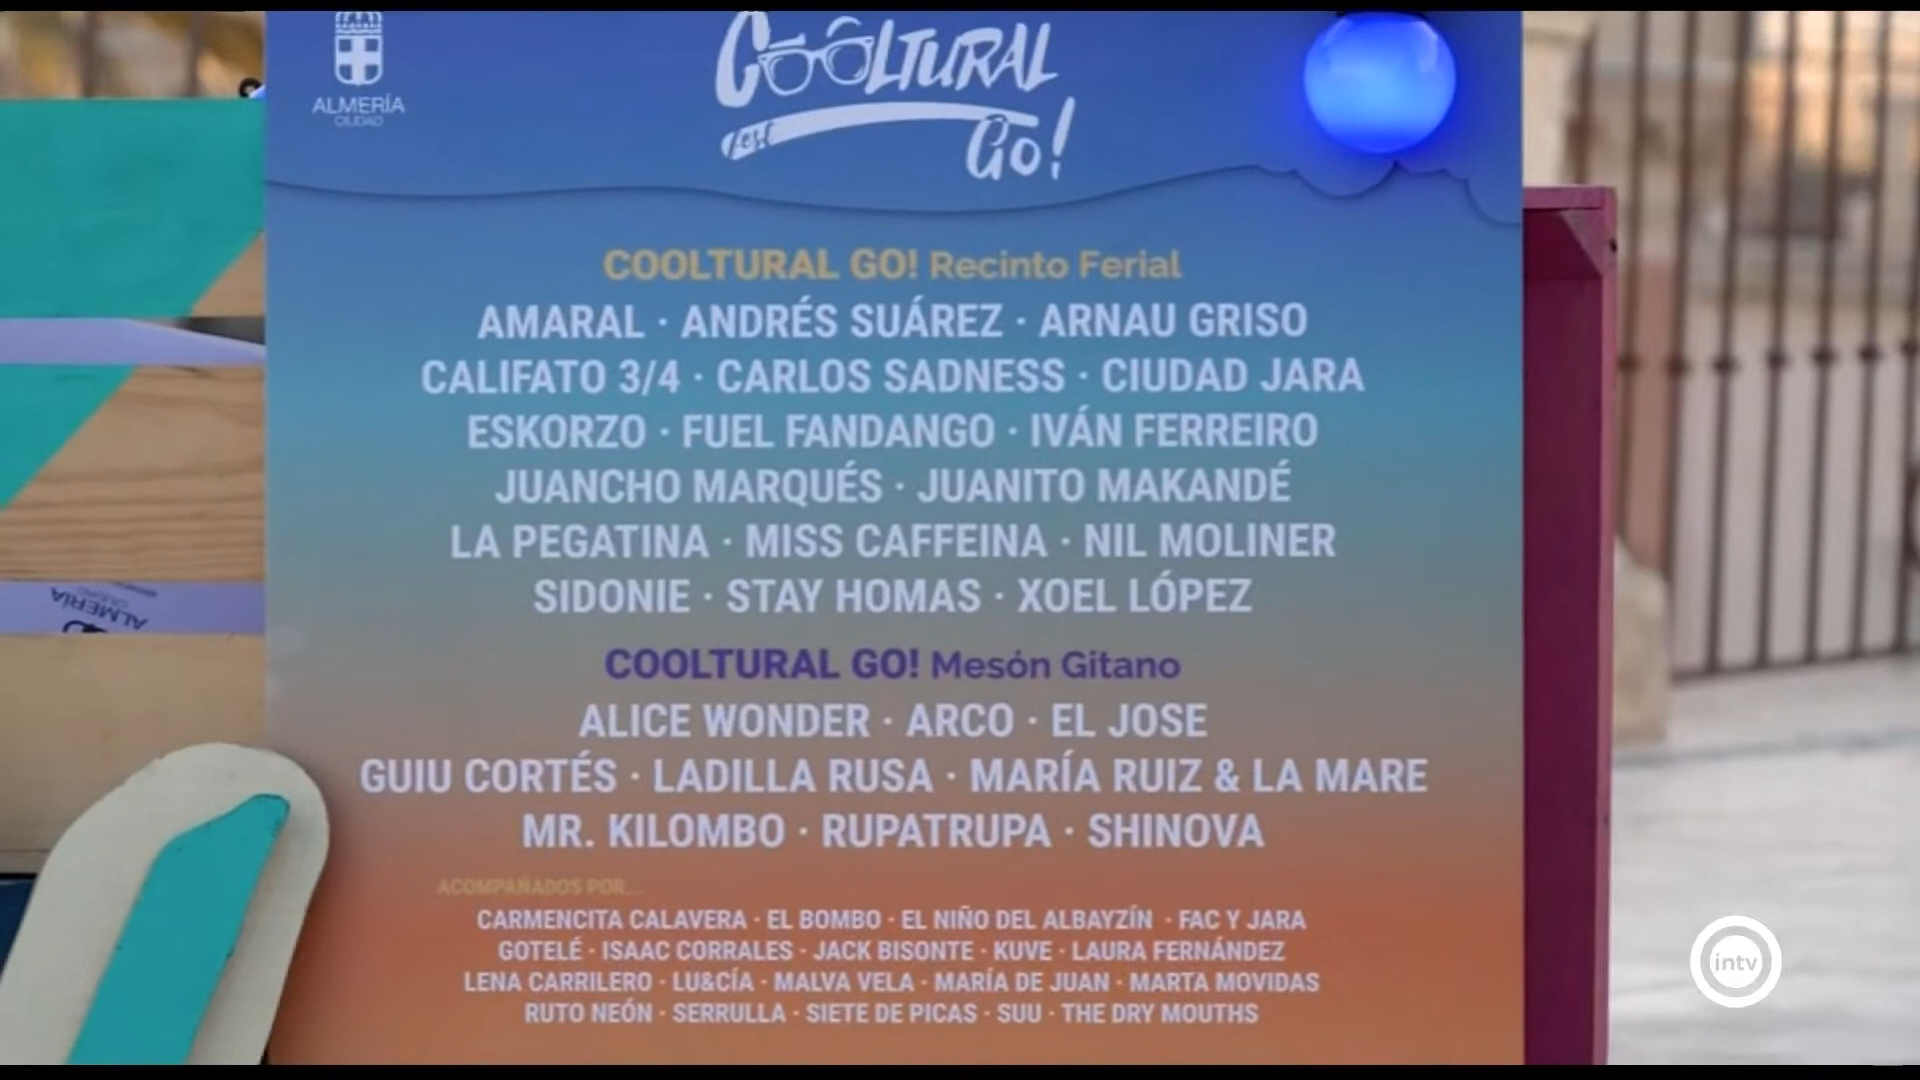 ALMERÍA
CIUDAD
COOLTURAL
fest
Go!
COOLTURAL GO! Recinto Ferial
AMARAL · ANDRÉS SUÁREZ · ARNAU GRISO
CALIFATO 3/4 · CARLOS SADNESS · CIUDAD JARA
ESKORZO · FUEL FANDANGO · IVÁN FERREIRO
JUANCHO MARQUÉS · JUANITO MAKANDÉ
LA PEGATINA · MISS CAFFEINA · NIL MOLINER
SIDONIE · STAY HOMAS · XOEL LÓPEZ
COOLTURAL GO! Mesón Gitano
ALICE WONDER · ARCO · EL JOSE
GUIU CORTÉS · LADILLA RUSA · MARÍA RUIZ & LA MARE
MR. KILOMBO · RUPATRUPA · SHINOVA
ACOMPAÑADOS POR...
CARMENCITA CALAVERA · EL BOMBO · EL NIÑO DEL ALBAYZÍN · FAC Y JARA
GOTELÉ · ISAAC CORRALES · JACK BISONTE · KUVE · LAURA FERNÁNDEZ
LENA CARRILERO · LU&CÍA · MALVA VELA · MARÍA DE JUAN · MARTA MOVIDAS
RUTO NEÓN · SERRULLA · SIETE DE PICAS · SUU · THE DRY MOUTHS
ALMERÍA
intv